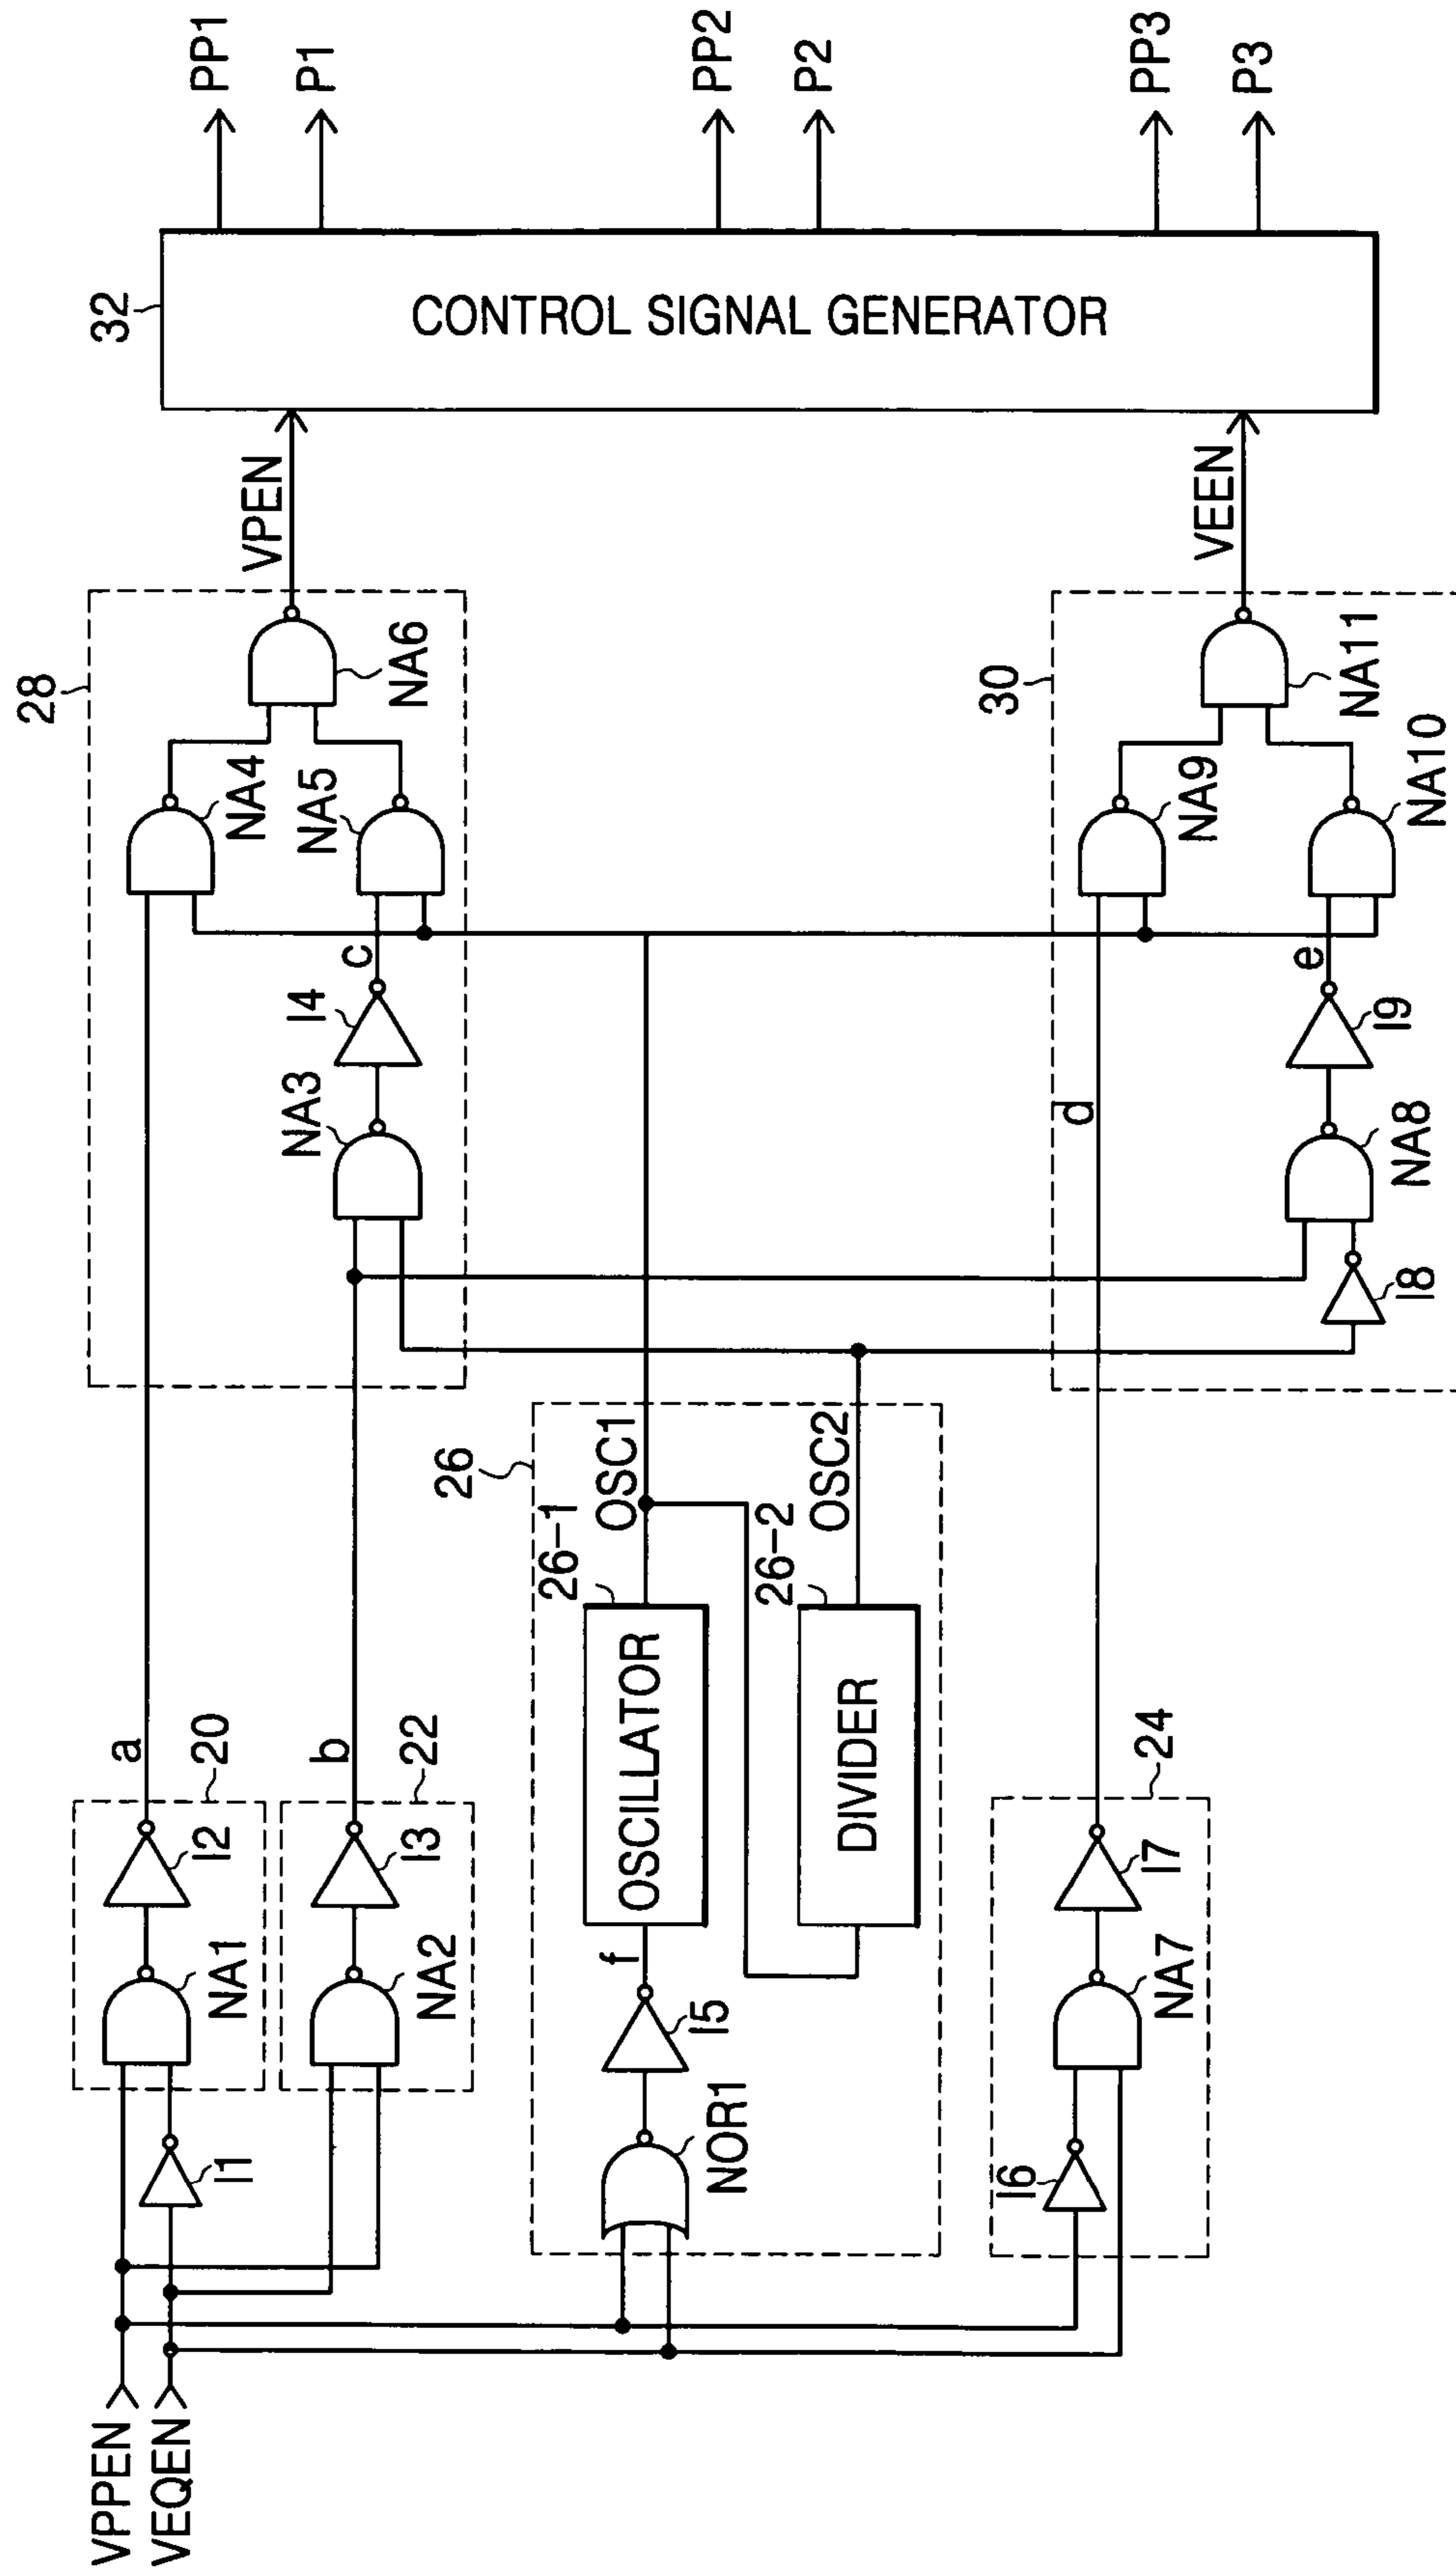 VPPEN
VEQEN
I1
NA1
I2
20
a
NA2
I3
22
b
28
NA3
I4
c
NA4
NA5
NA6
VPEN
26
NOR1
I5
f
OSCILLATOR
26-1
OSC1
DIVIDER
26-2
OSC2
I6
NA7
I7
24
30
d
I8
NA8
I9
e
NA9
NA10
NA11
VEEN
32
CONTROL SIGNAL GENERATOR
PP1
P1
PP2
P2
PP3
P3